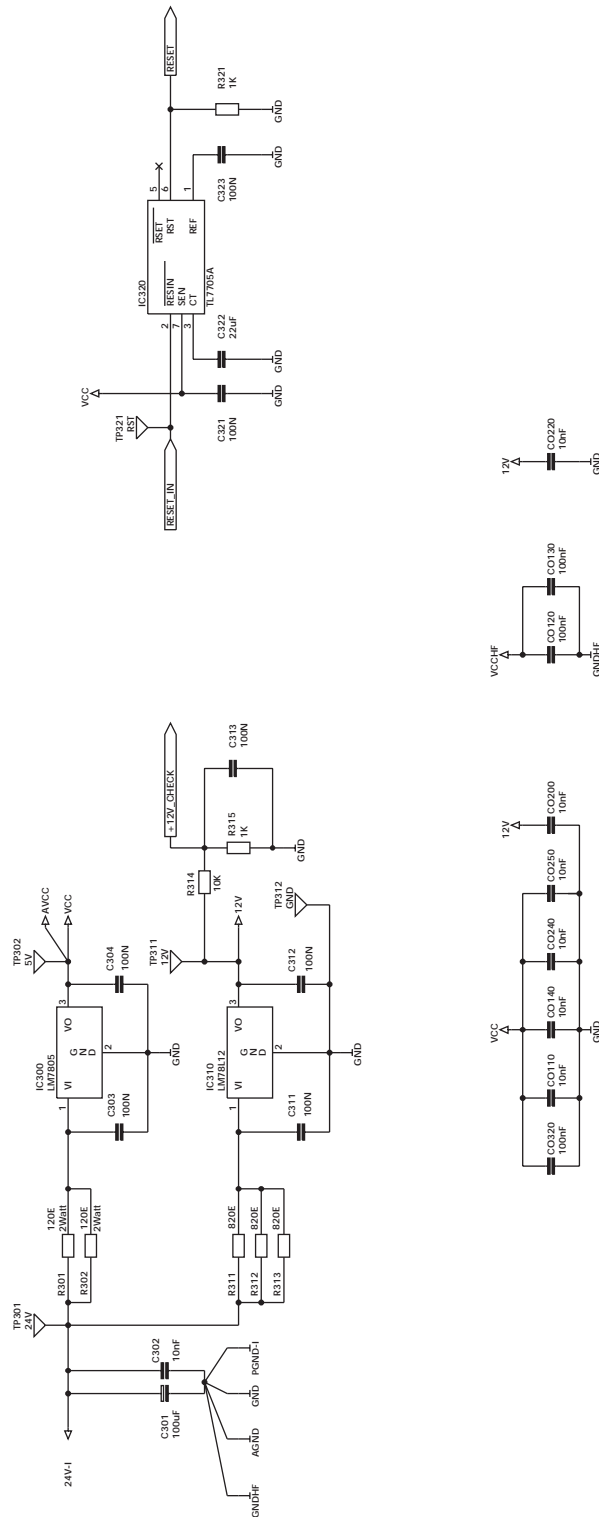 24V-I
TP301
24V
C301
100uF
C302
10nF
GNDHF
AGND
GND
PGND-I
R301
120E
2Watt
R302
120E
2Watt
R311
820E
R312
820E
R313
820E
IC300
LM7805
VI
VO
GND
1
2
3
C303
100N
C304
100N
GND
TP302
5V
AVCC
VCC
IC310
LM78L12
VI
VO
GND
1
2
3
C311
100N
C312
100N
GND
TP311
12V
12V
TP312
GND
R314
10K
R315
1K
C313
100N
GND
+12V_CHECK
RESET_IN
TP321
RST
VCC
C321
100N
GND
C322
22uF
GND
IC320
TL7705A
RESIN
SEN
CT
RSET
RST
REF
2
7
3
5
6
1
C323
100N
GND
R321
1K
GND
RESET
VCC
CO320
100nF
CO110
10nF
CO140
10nF
CO240
10nF
CO250
10nF
12V
CO200
10nF
GND
VCCHF
CO120
100nF
CO130
100nF
GNDHF
12V
CO220
10nF
GND